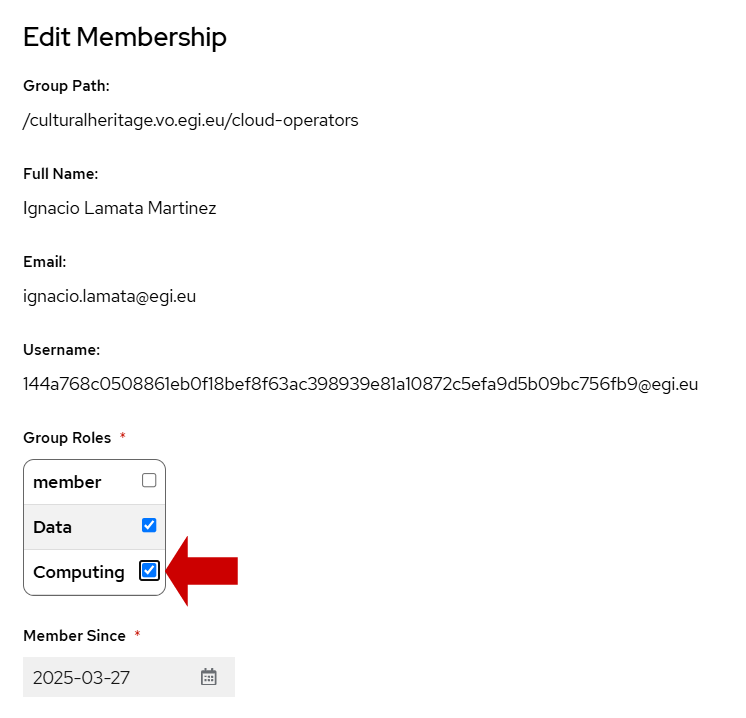 Edit Membership
Group Path:
/culturalheritage.vo.egi.eu/cloud-operators
Full Name:
Ignacio Lamata Martinez
Email:
ignacio.lamata@egi.eu
Username:
144a768c0508861eb0f18bef8f63ac398939e81a10872c5efa9d5b09bc756fb9@egi.eu
Group Roles *
member
Data
Computing
Member Since *
2025-03-27